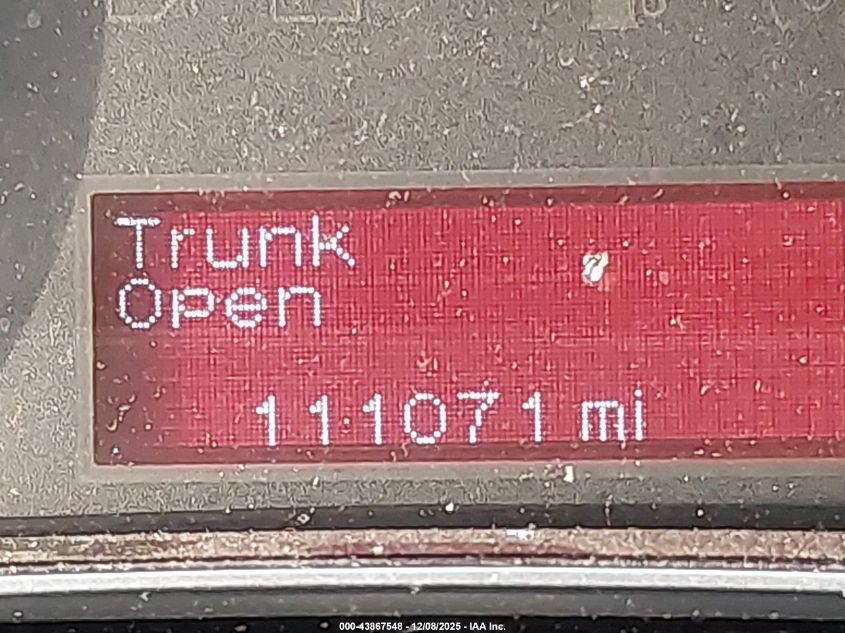 Trunk
Open
111071 mi
000-43867548 - 12/08/2025 - IAA Inc.